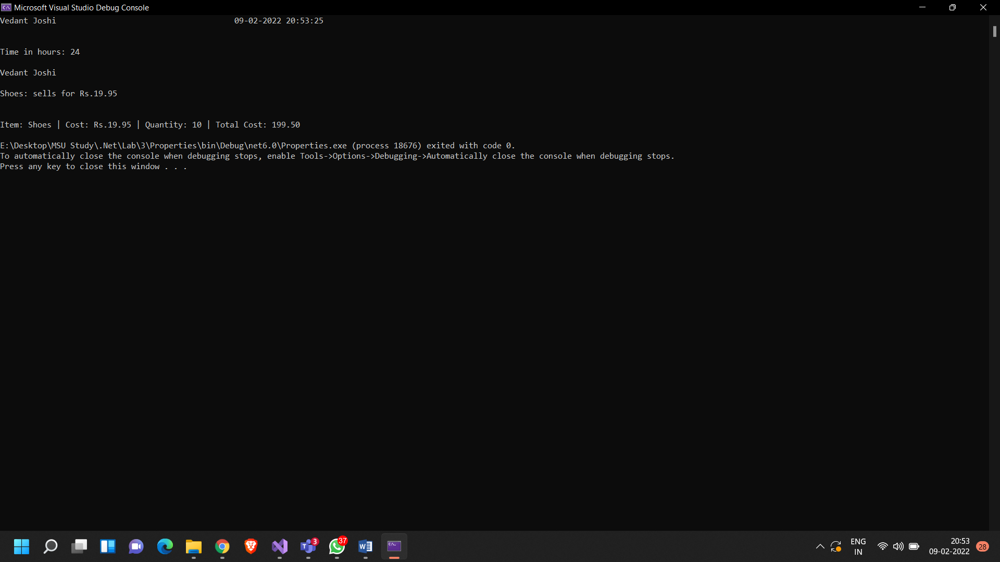 Microsoft Visual Studio Debug Console
Vedant Joshi 09-02-2022 20:53:25
Time in hours: 24
Vedant Joshi
Shoes: sells for Rs.19.95
Item: Shoes | Cost: Rs.19.95 | Quantity: 10 | Total Cost: 199.50
E:\Desktop\MSU Study\.Net\Lab\3\Properties\bin\Debug\net6.0\Properties.exe (process 18676) exited with code 0.
To automatically close the console when debugging stops, enable Tools->Options->Debugging->Automatically close the console when debugging stops.
Press any key to close this window . . .
3
37
ENG
IN
20:53
09-02-2022
28